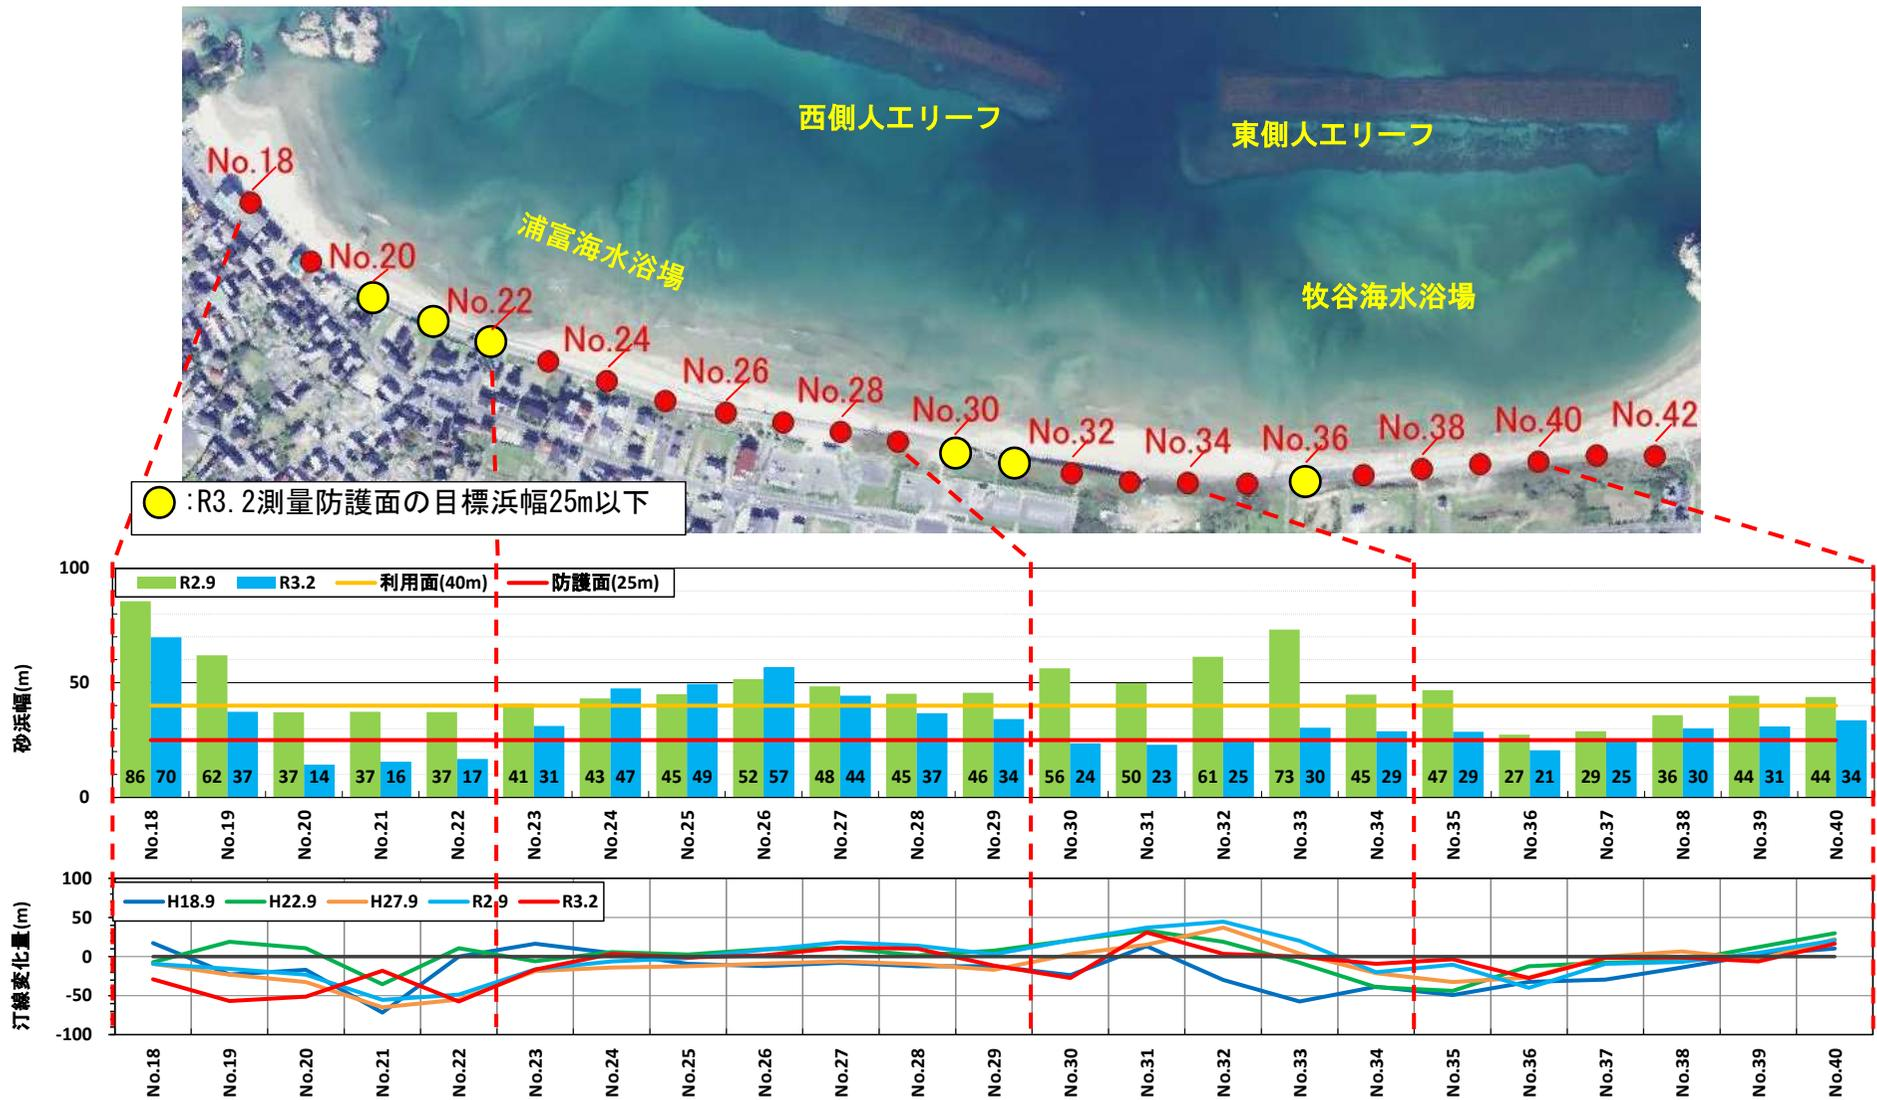 西側人工リーフ
東側人工リーフ
No.18
浦富海水浴場
No.20
牧谷海水浴場
No.22
No.24
No.26
No.28
No.30
No.32
No.34
No.36
No.38
No.40
No.42
:R3.2測量防護面の目標浜幅25m以下
砂浜幅(m)
100
50
0
R2.9 R3.2 利用面(40m) 防護面(25m)
86 70 62 37 37 14 37 16 37 17 41 31 43 47 45 49 52 57 48 44 45 37 46 34 56 24 50 23 61 25 73 30 45 29 47 29 27 21 29 25 36 30 44 31 44 34
No.18 No.19 No.20 No.21 No.22 No.23 No.24 No.25 No.26 No.27 No.28 No.29 No.30 No.31 No.32 No.33 No.34 No.35 No.36 No.37 No.38 No.39 No.40
汀線変化量(m)
100
50
0
-50
-100
H18.9 H22.9 H27.9 R2.9 R3.2
No.18 No.19 No.20 No.21 No.22 No.23 No.24 No.25 No.26 No.27 No.28 No.29 No.30 No.31 No.32 No.33 No.34 No.35 No.36 No.37 No.38 No.39 No.40